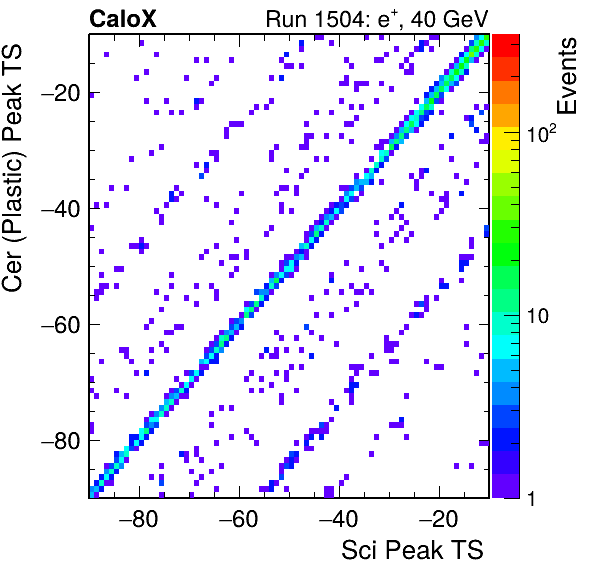 CaloX Run 1504: e⁺, 40 GeV
Cer (Plastic) Peak TS
−20
−40
−60
−80
−80 −60 −40 −20
Sci Peak TS
Events
10²
10
1